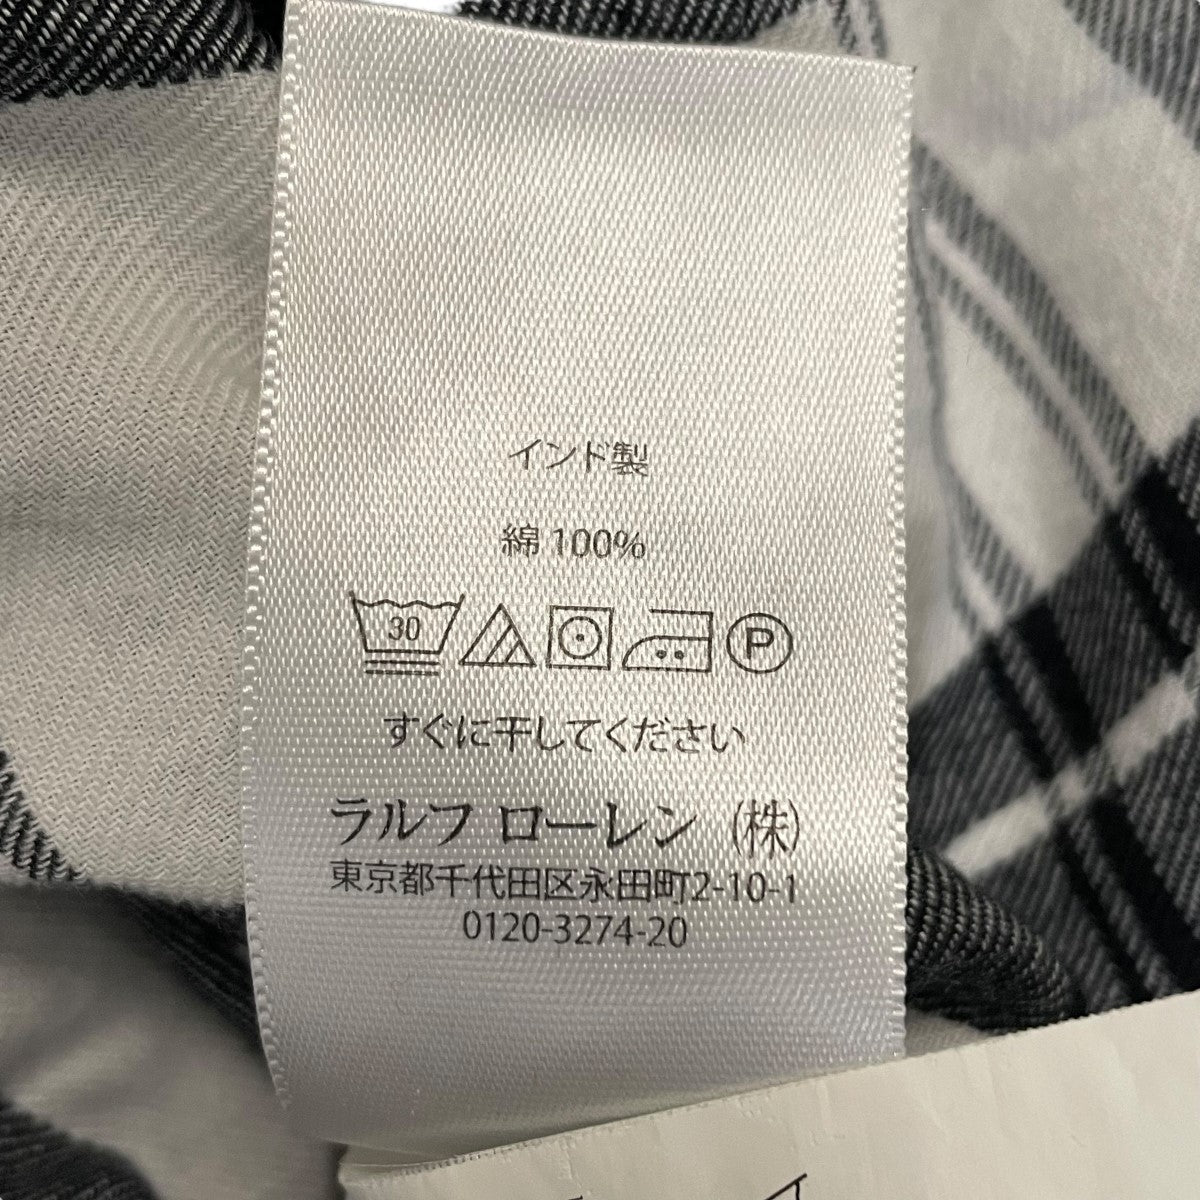 インド製
綿 100%
30 P
すぐに干してください
ラルフ ローレン (株)
東京都千代田区永田町2-10-1
0120-3274-20